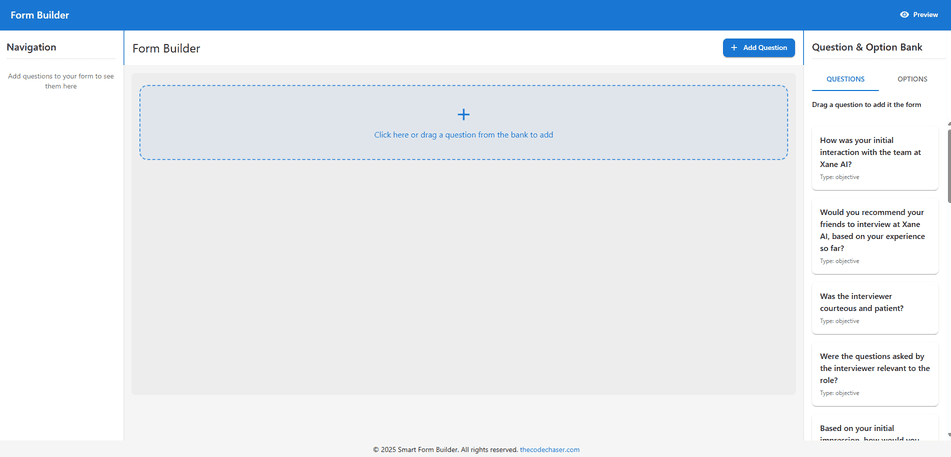 Form Builder
Preview
Navigation
Add questions to your form to see
them here
Form Builder
Add Question
Click here or drag a question from the bank to add
Question & Option Bank
QUESTIONS
OPTIONS
Drag a question to add it the form
How was your initial
interaction with the team at
Xane AI?
Type: objective
Would you recommend your
friends to interview at Xane
AI, based on your experience
so far?
Type: objective
Was the interviewer
courteous and patient?
Type: objective
Were the questions asked by
the interviewer relevant to the
role?
Type: objective
Based on your initial
impression, how would you
© 2025 Smart Form Builder. All rights reserved. thecodechaser.com